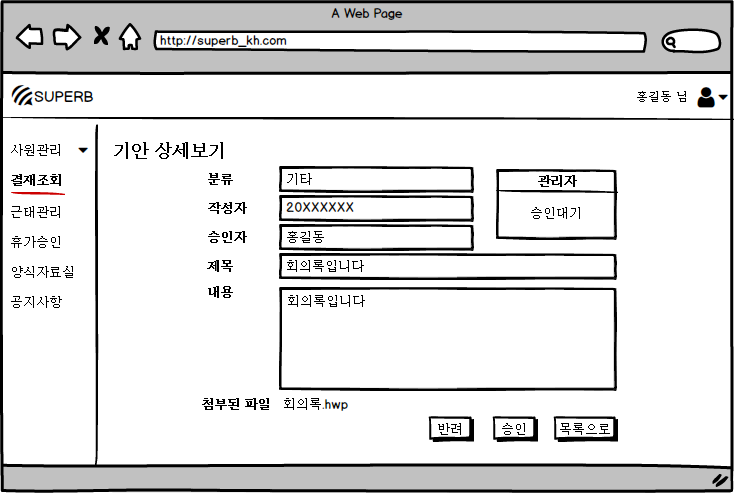 A Web Page
http://superb_kh.com
SUPERB
홍길동 님
사원관리
결재조회
근태관리
휴가승인
양식자료실
공지사항
기안 상세보기
분류 기타
작성자 20XXXXXX
승인자 홍길동
관리자
승인대기
제목 회의록입니다
내용 회의록입니다
첨부된 파일 회의록.hwp
반려 승인 목록으로